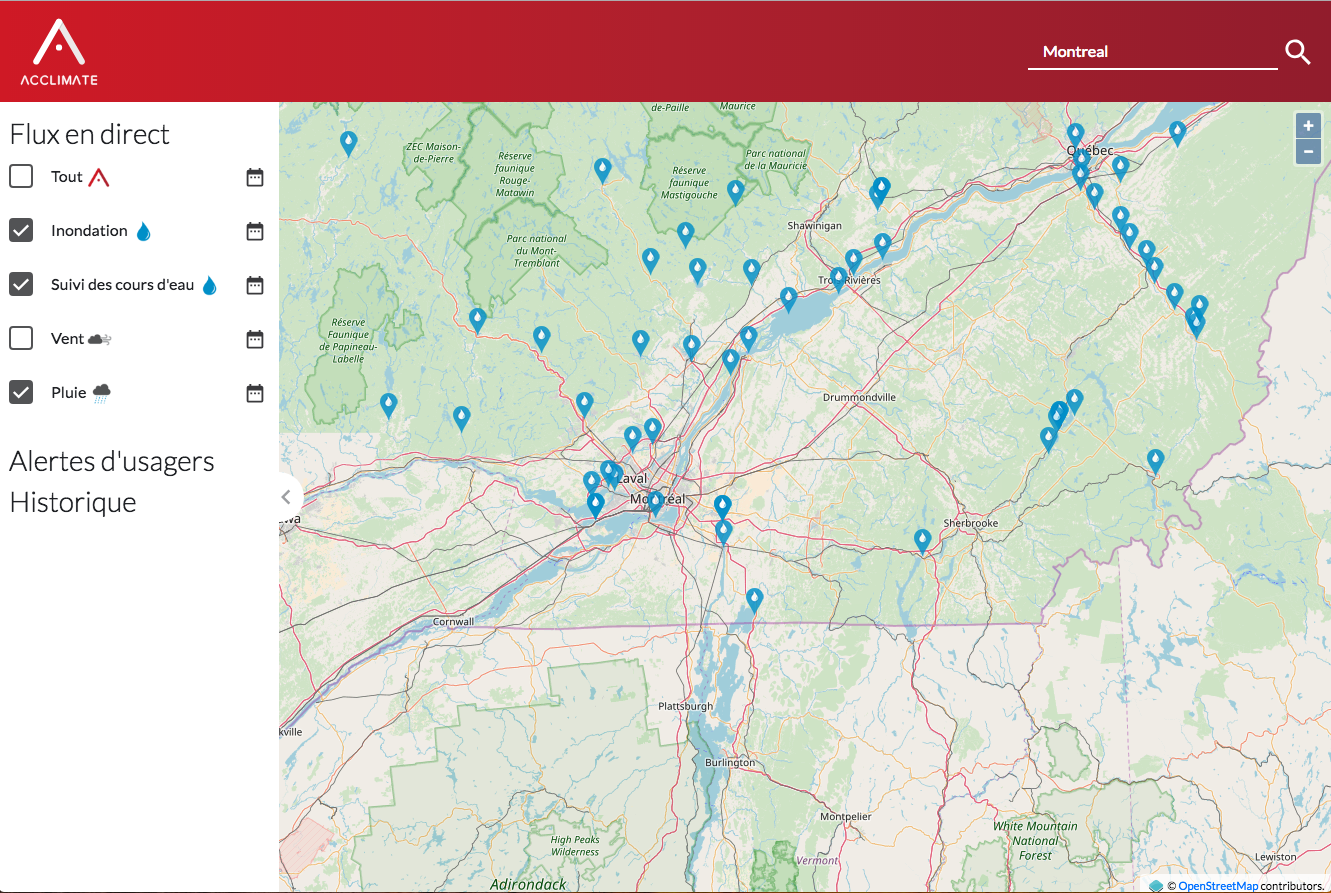 ACCLIMATE
Montreal
Flux en direct
Tout
Inondation
Suivi des cours d'eau
Vent
Pluie
Alertes d'usagers
Historique
de-Paille
Maurice
ZEC Maison-
de-Pierre
Réserve
faunique
Rouge-
Matawin
Parc national
de la Mauricie
Réserve
faunique
Mastigouche
Québec
Shawinigan
Parc national
du Mont-
Tremblant
Trois-Rivières
Réserve
Faunique
de Papineau-
Labelle
Drummondville
Laval
Montréal
Sherbrooke
Cornwall
kville
Plattsburgh
Burlington
Montpelier
High Peaks
Wilderness
White Mountain
National
Forest
Vermont
Lewiston
Adirondack
+
−
© OpenStreetMap contributors.